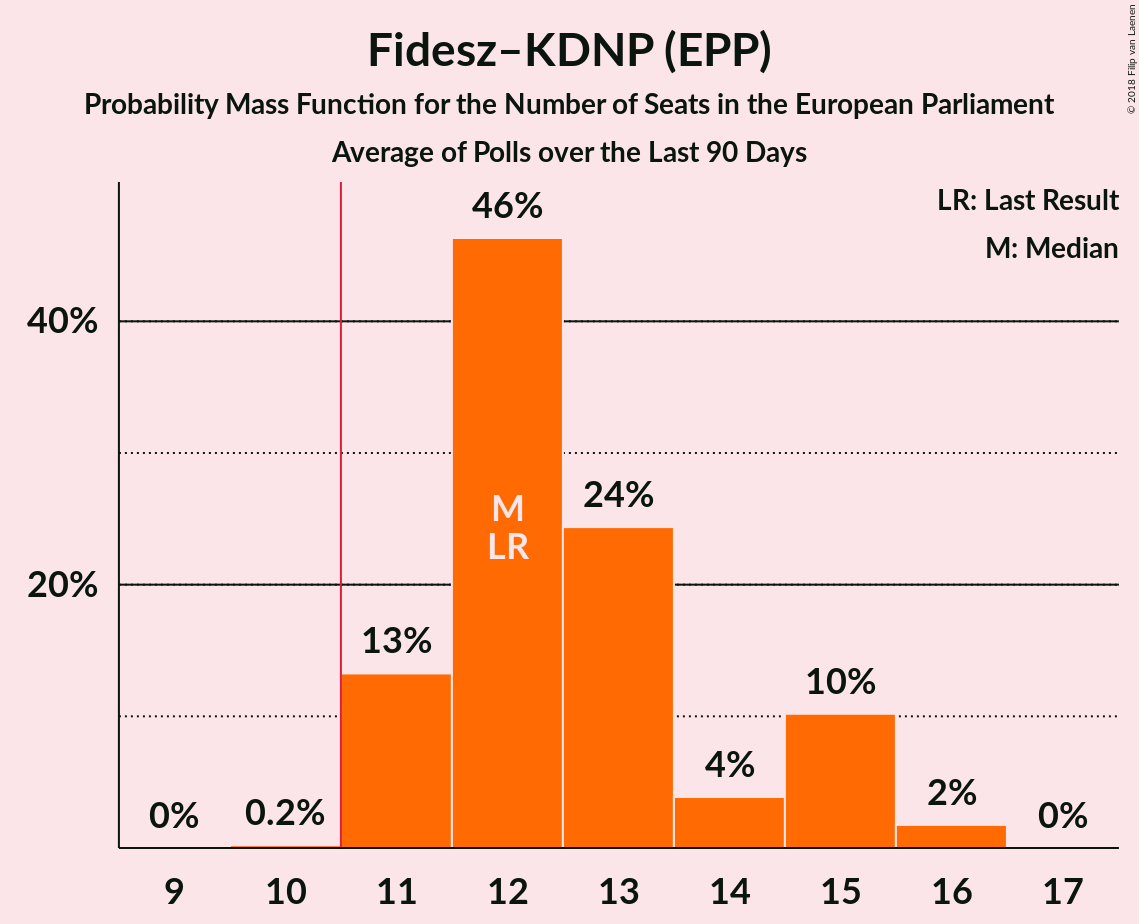 Fidesz–KDNP (EPP)
Probability Mass Function for the Number of Seats in the European Parliament
Average of Polls over the Last 90 Days
© 2018 Filip van Laenen
LR: Last Result
M: Median
46%
40%
24%
M
LR
20%
13%
10%
4%
2%
0%
0.2%
0%
9 10 11 12 13 14 15 16 17